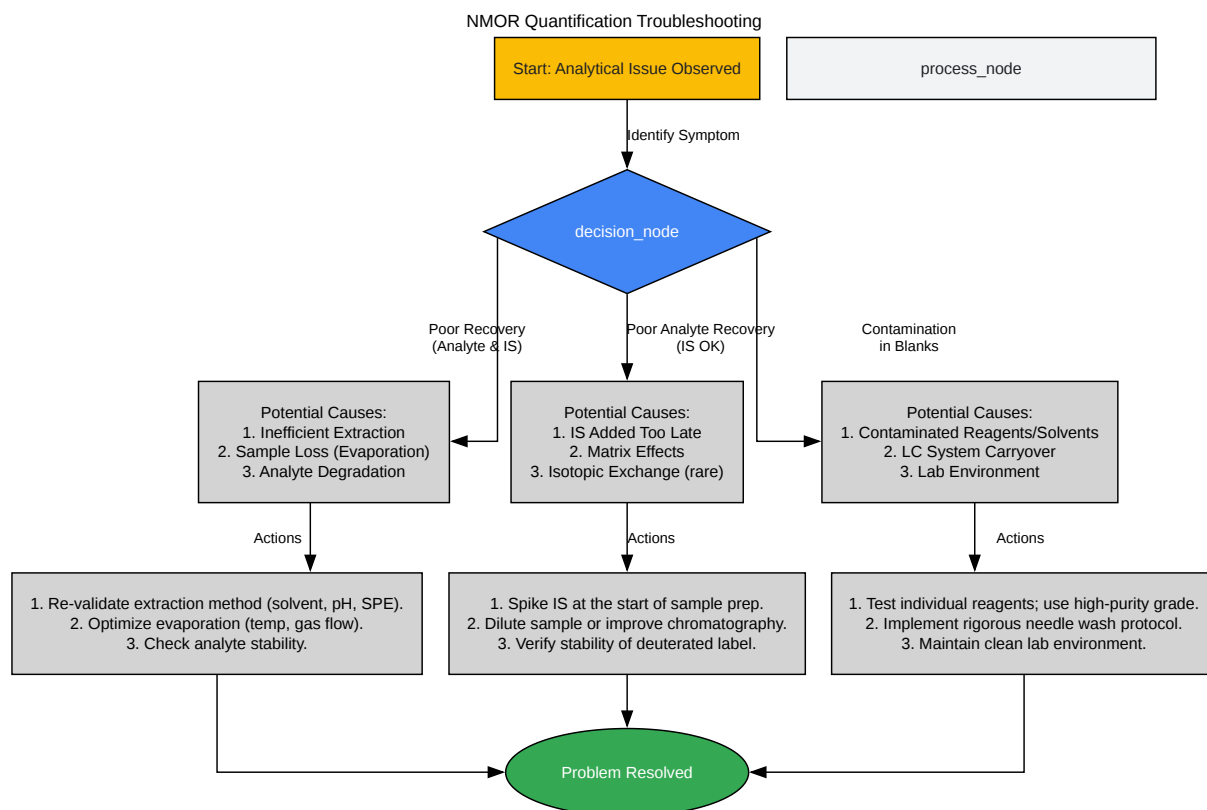 NMOR Quantification Troubleshooting
Start: Analytical Issue Observed
process_node
Identify Symptom
decision_node
Poor Recovery
(Analyte & IS)
Poor Analyte Recovery
(IS OK)
Contamination
in Blanks
Potential Causes:
1. Inefficient Extraction
2. Sample Loss (Evaporation)
3. Analyte Degradation
Potential Causes:
1. IS Added Too Late
2. Matrix Effects
3. Isotopic Exchange (rare)
Potential Causes:
1. Contaminated Reagents/Solvents
2. LC System Carryover
3. Lab Environment
Actions
Actions
Actions
1. Re-validate extraction method (solvent, pH, SPE).
2. Optimize evaporation (temp, gas flow).
3. Check analyte stability.
1. Spike IS at the start of sample prep.
2. Dilute sample or improve chromatography.
3. Verify stability of deuterated label.
1. Test individual reagents; use high-purity grade.
2. Implement rigorous needle wash protocol.
3. Maintain clean lab environment.
Problem Resolved